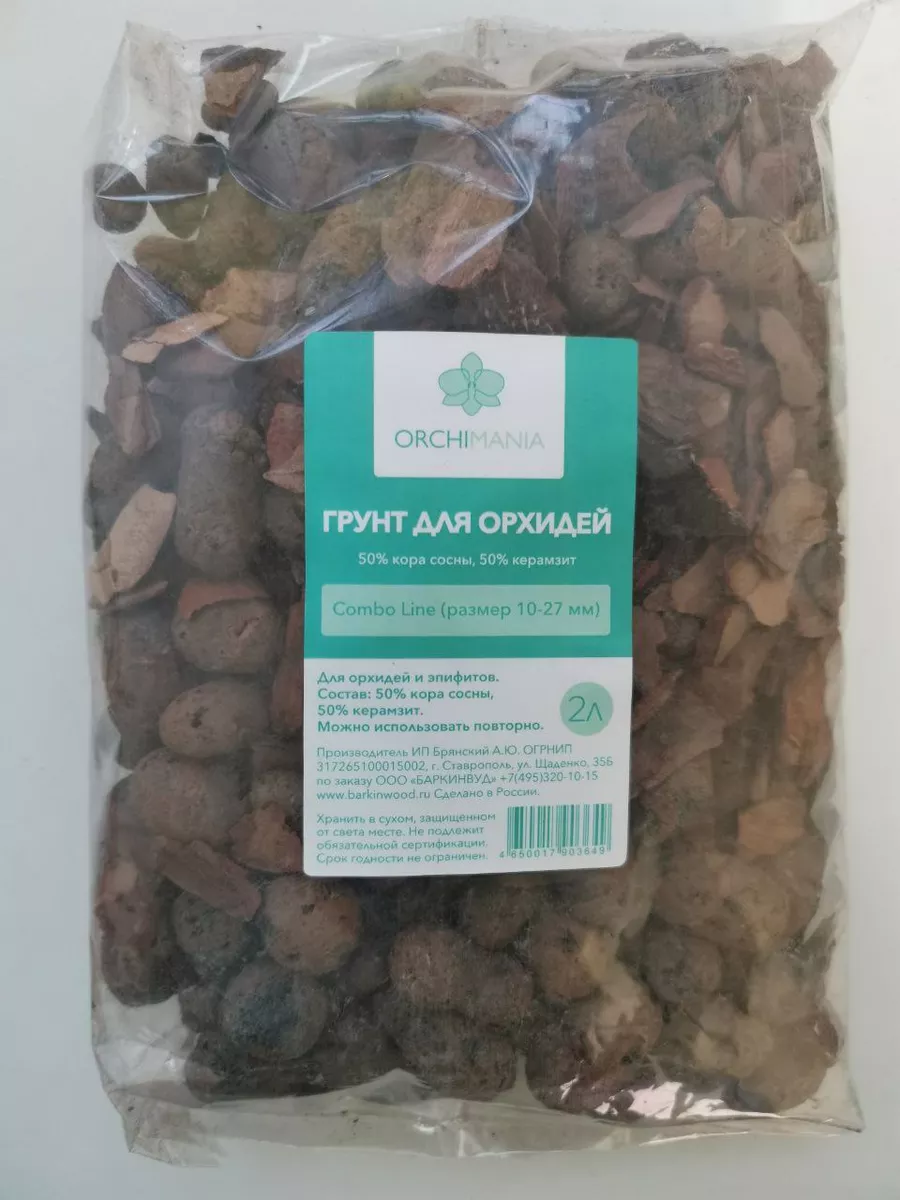 ORCHIMANIA
ГРУНТ ДЛЯ ОРХИДЕЙ
50% кора сосны, 50% керамзит
Combo Line (размер 10-27 мм)
Для орхидей и эпифитов.
Состав: 50% кора сосны,
50% керамзит.
Можно использовать повторно.
2л
Производитель ИП Брянский А.Ю. ОГРНИП
317265100015002, г. Ставрополь, ул. Щаденко, 35Б
по заказу ООО «БАРКИНВУД» +7(495)320-10-15
www.barkinwood.ru Сделано в России.
Хранить в сухом, защищенном
от света месте. Не подлежит
обязательной сертификации.
Срок годности не ограничен.
4 650017 903649